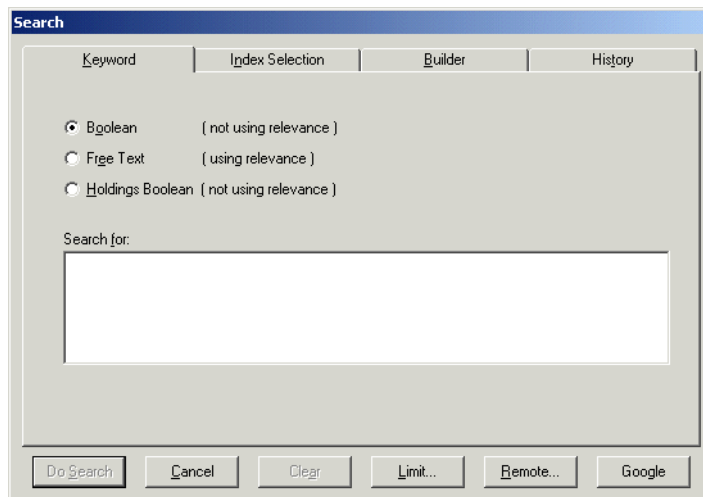 Search
Keyword Index Selection Builder History
Boolean ( not using relevance )
Free Text ( using relevance )
Holdings Boolean ( not using relevance )
Search for:
Do Search Cancel Clear Limit... Remote... Google